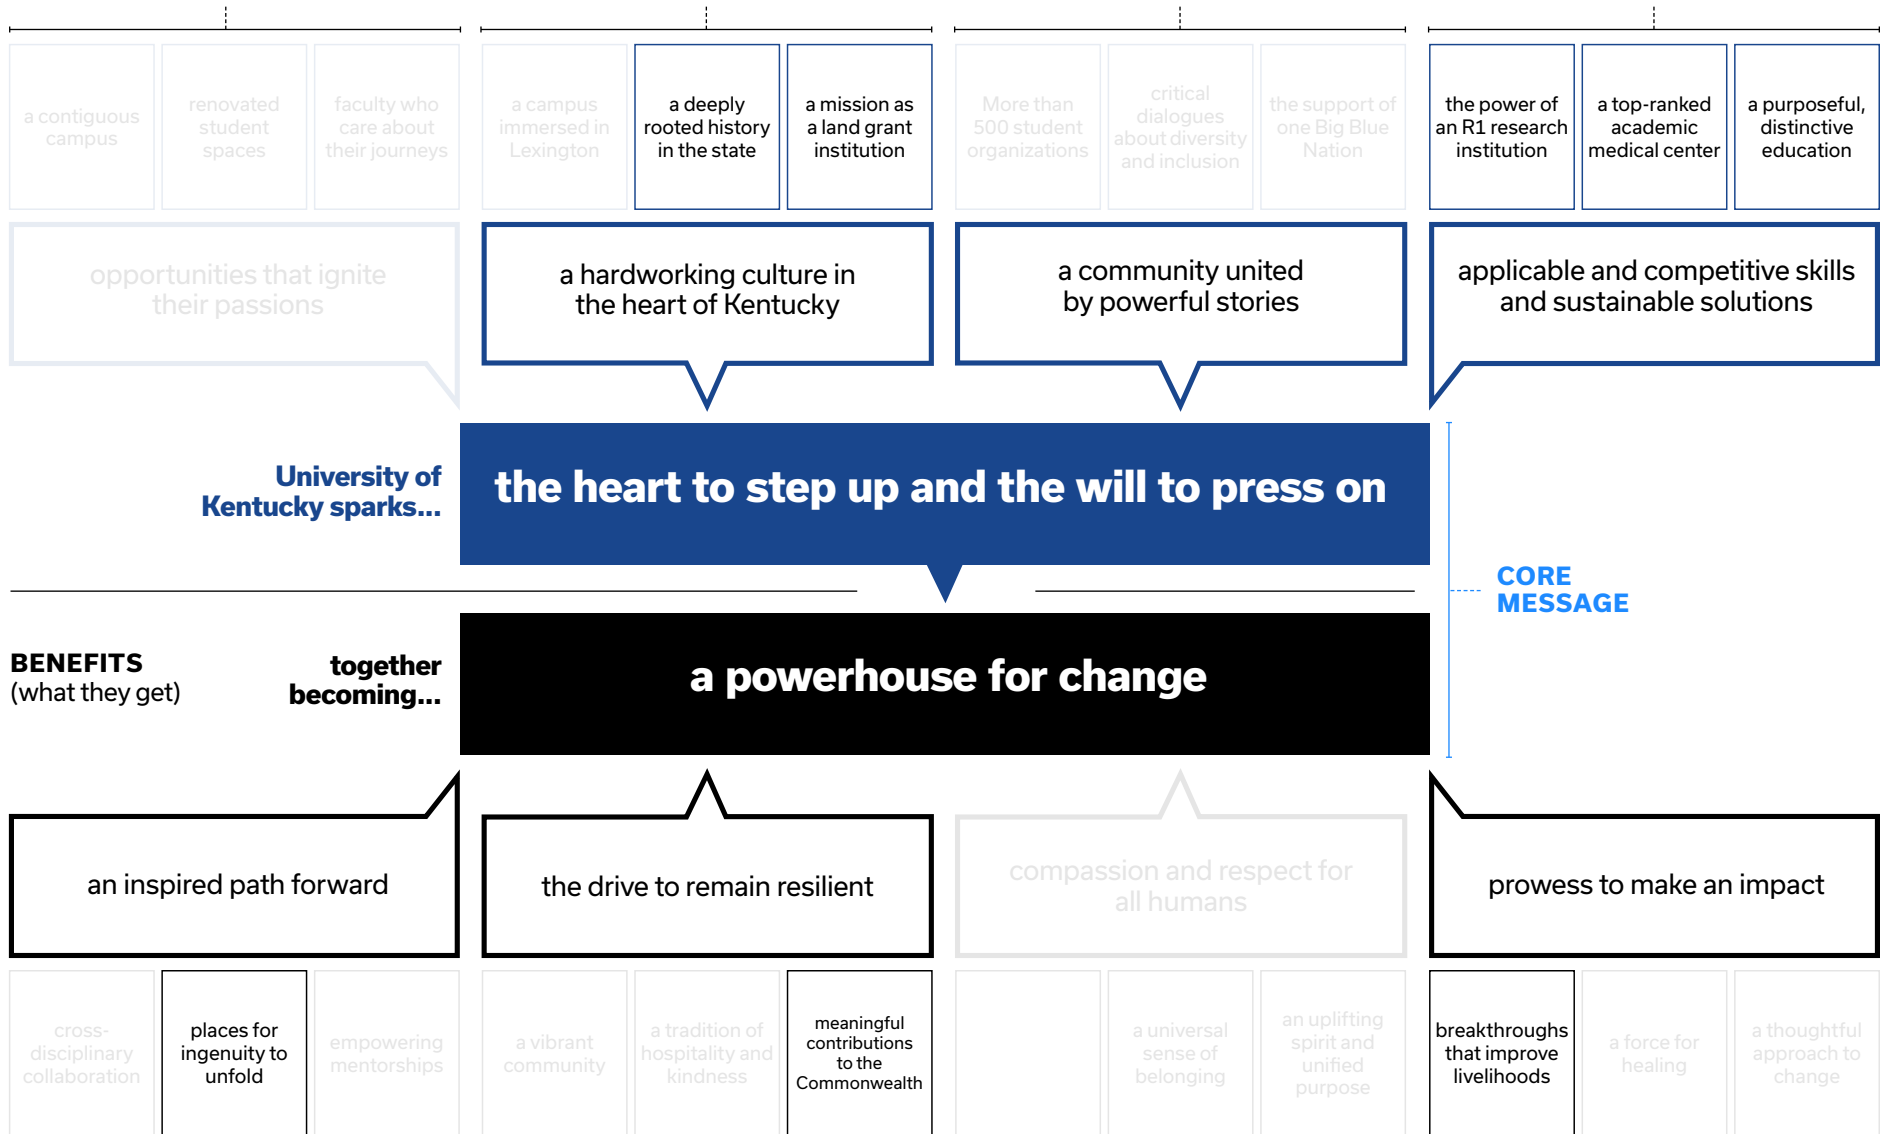 a contiguous
campus
renovated
student
spaces
faculty who
care about
their journeys
a campus
immersed in
Lexington
a deeply
rooted history
in the state
a mission as
a land grant
institution
More than
500 student
organizations
critical
dialogues
about diversity
and inclusion
the support of
one Big Blue
Nation
the power of
an R1 research
institution
a top-ranked
academic
medical center
a purposeful,
distinctive
education
opportunities that ignite
their passions
a hardworking culture in
the heart of Kentucky
a community united
by powerful stories
applicable and competitive skills
and sustainable solutions
University of
Kentucky sparks...
the heart to step up and the will to press on
CORE
MESSAGE
BENEFITS
(what they get)
together
becoming...
a powerhouse for change
an inspired path forward
the drive to remain resilient
compassion and respect for
all humans
prowess to make an impact
cross-
disciplinary
collaboration
places for
ingenuity to
unfold
empowering
mentorships
a vibrant
community
a tradition of
hospitality and
kindness
meaningful
contributions
to the
Commonwealth
a universal
sense of
belonging
an uplifting
spirit and
unified
purpose
breakthroughs
that improve
livelihoods
a force for
healing
a thoughtful
approach to
change